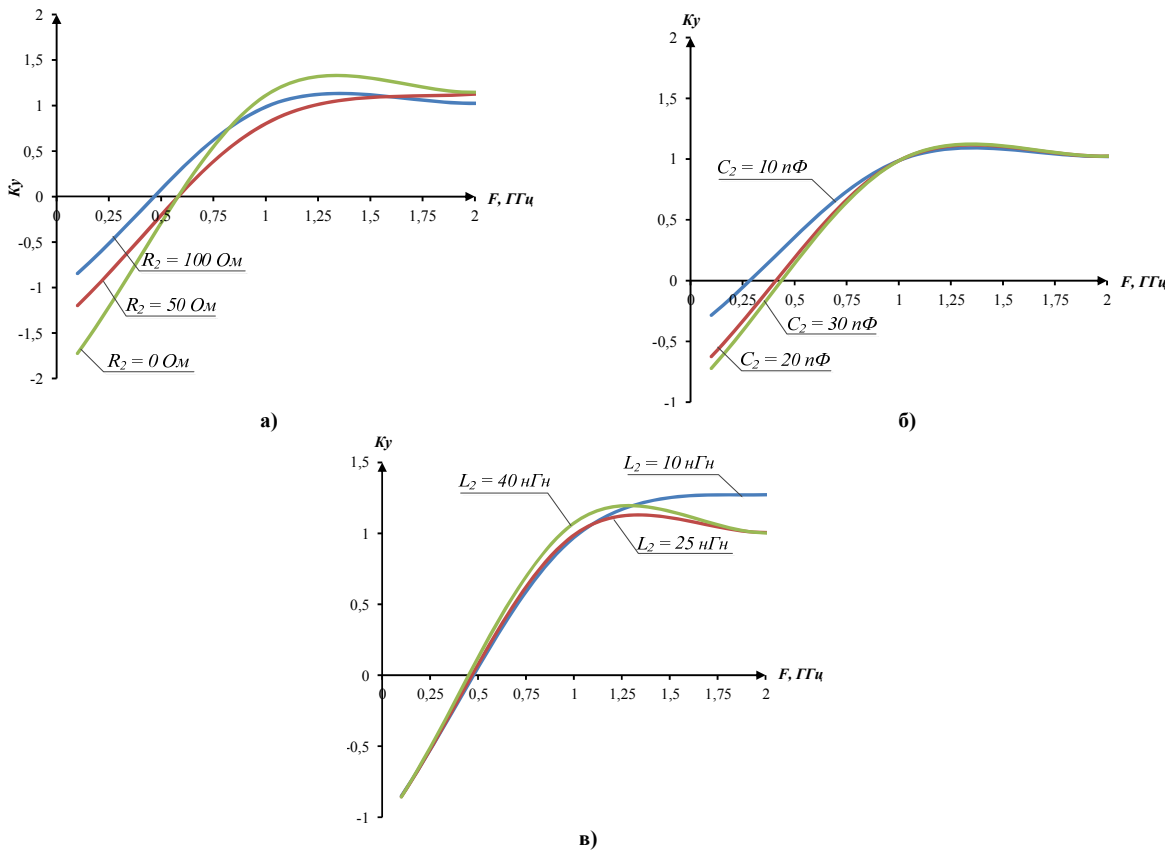 2
1,5
1
0,5
0
-0,5
-1
-1,5
-2
Ку
0 0,25 0,5 0,75 1 1,25 1,5 1,75 2
F, ГГц
R2 = 100 Ом
R2 = 50 Ом
R2 = 0 Ом
а)
Ку
2
1,5
1
0,5
0
-0,5
-1
0 0,25 0,5 0,75 1 1,25 1,5 1,75 2
F, ГГц
C2 = 10 пФ
C2 = 30 пФ
C2 = 20 пФ
б)
Ку
1,5
1
0,5
0
-0,5
-1
0 0,25 0,5 0,75 1 1,25 1,5 1,75 2
F, ГГц
L2 = 40 нГн
L2 = 10 нГн
L2 = 25 нГн
в)